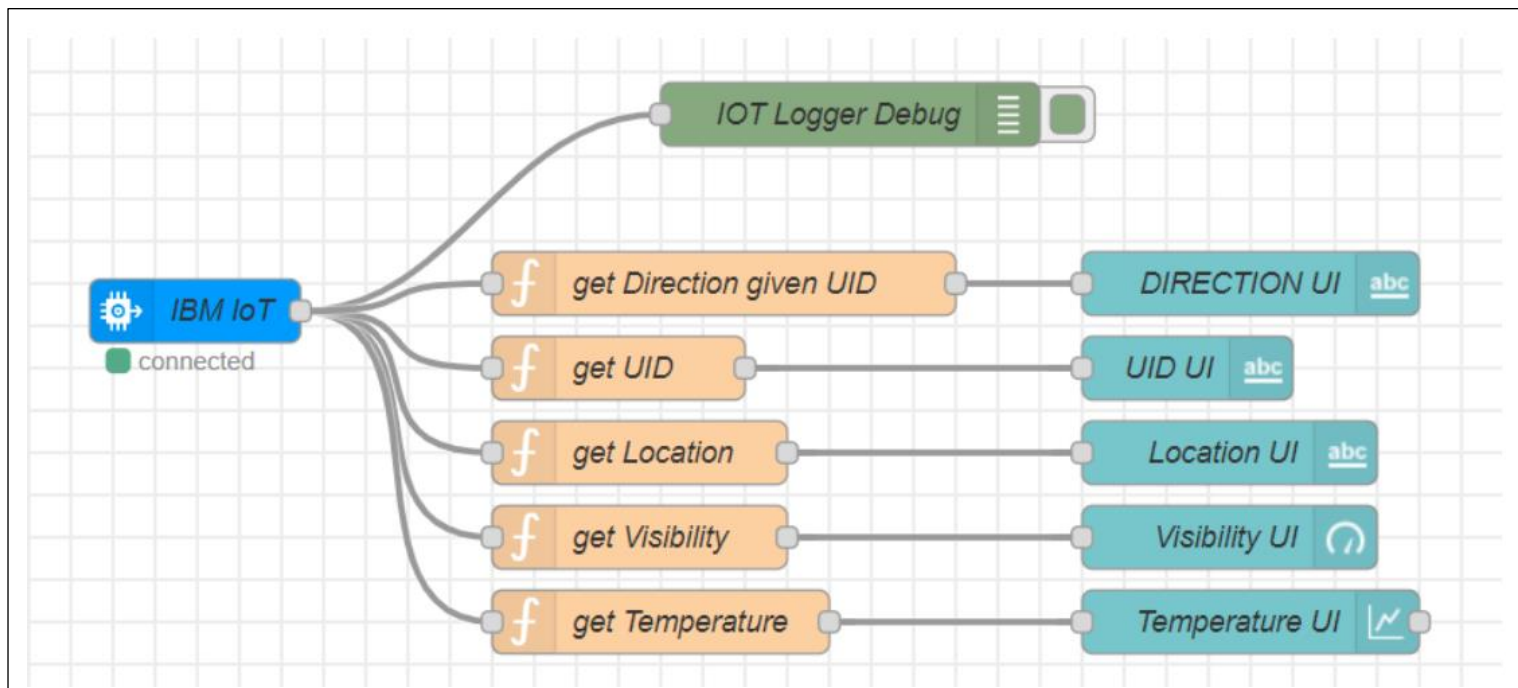 IOT Logger Debug
IBM IoT
connected
get Direction given UID
DIRECTION UI
abc
get UID
UID UI
abc
get Location
Location UI
abc
get Visibility
Visibility UI
get Temperature
Temperature UI